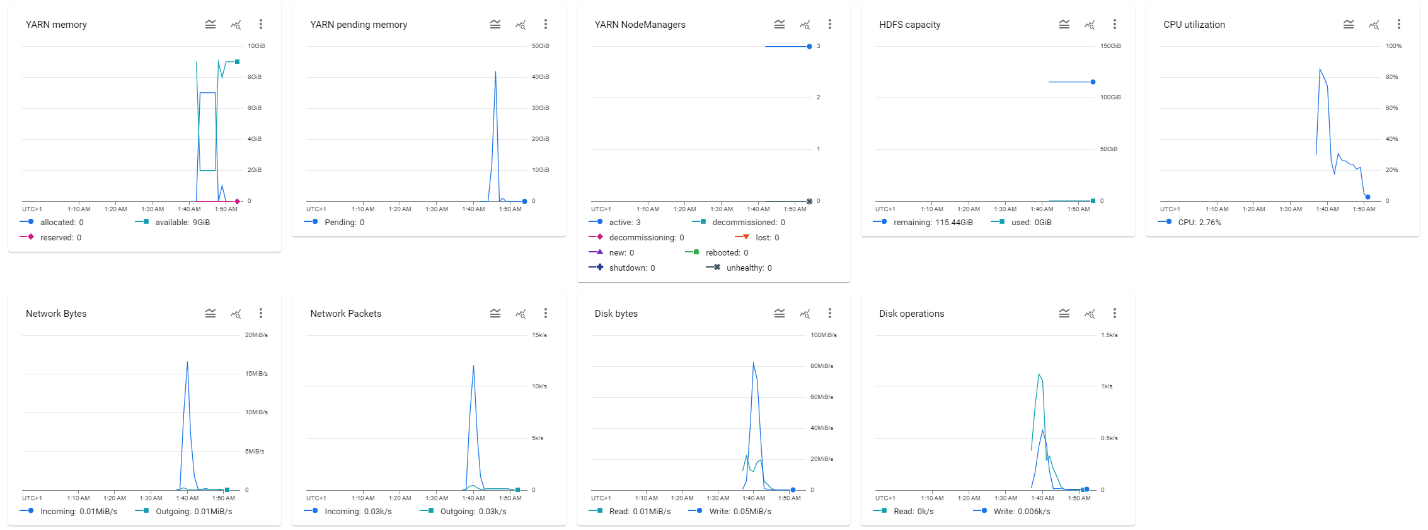 YARN memory
10GiB
8GiB
6GiB
4GiB
2GiB
0
UTC+1 1:10 AM 1:20 AM 1:30 AM 1:40 AM 1:50 AM
allocated: 0 available: 9GiB
reserved: 0
YARN pending memory
50GiB
40GiB
30GiB
20GiB
10GiB
0
UTC+1 1:10 AM 1:20 AM 1:30 AM 1:40 AM 1:50 AM
Pending: 0
YARN NodeManagers
3
2
1
0
UTC+1 1:10 AM 1:20 AM 1:30 AM 1:40 AM 1:50 AM
active: 3 decommissioned: 0
decommissioning: 0 lost: 0
new: 0 rebooted: 0
shutdown: 0 unhealthy: 0
HDFS capacity
150GiB
100GiB
50GiB
0
UTC+1 1:10 AM 1:20 AM 1:30 AM 1:40 AM 1:50 AM
remaining: 115.44GiB used: 0GiB
CPU utilization
100%
80%
60%
40%
20%
0
UTC+1 1:10 AM 1:20 AM 1:30 AM 1:40 AM 1:50 AM
CPU: 2.76%
Network Bytes
20MiB/s
15MiB/s
10MiB/s
5MiB/s
0
UTC+1 1:10 AM 1:20 AM 1:30 AM 1:40 AM 1:50 AM
Incoming: 0.01MiB/s Outgoing: 0.01MiB/s
Network Packets
15k/s
10k/s
5k/s
0
UTC+1 1:10 AM 1:20 AM 1:30 AM 1:40 AM 1:50 AM
Incoming: 0.03k/s Outgoing: 0.03k/s
Disk bytes
100MiB/s
80MiB/s
60MiB/s
40MiB/s
20MiB/s
0
UTC+1 1:10 AM 1:20 AM 1:30 AM 1:40 AM 1:50 AM
Read: 0.01MiB/s Write: 0.05MiB/s
Disk operations
1.5k/s
1k/s
0.5k/s
0
UTC+1 1:10 AM 1:20 AM 1:30 AM 1:40 AM 1:50 AM
Read: 0k/s Write: 0.006k/s